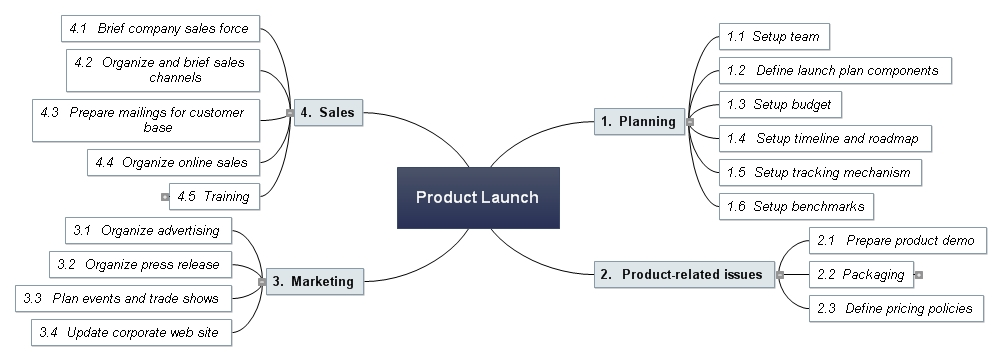 Product Launch
1. Planning
1.1 Setup team
1.2 Define launch plan components
1.3 Setup budget
1.4 Setup timeline and roadmap
1.5 Setup tracking mechanism
1.6 Setup benchmarks
2. Product-related issues
2.1 Prepare product demo
2.2 Packaging
2.3 Define pricing policies
3. Marketing
3.1 Organize advertising
3.2 Organize press release
3.3 Plan events and trade shows
3.4 Update corporate web site
4. Sales
4.1 Brief company sales force
4.2 Organize and brief sales
channels
4.3 Prepare mailings for customer
base
4.4 Organize online sales
4.5 Training